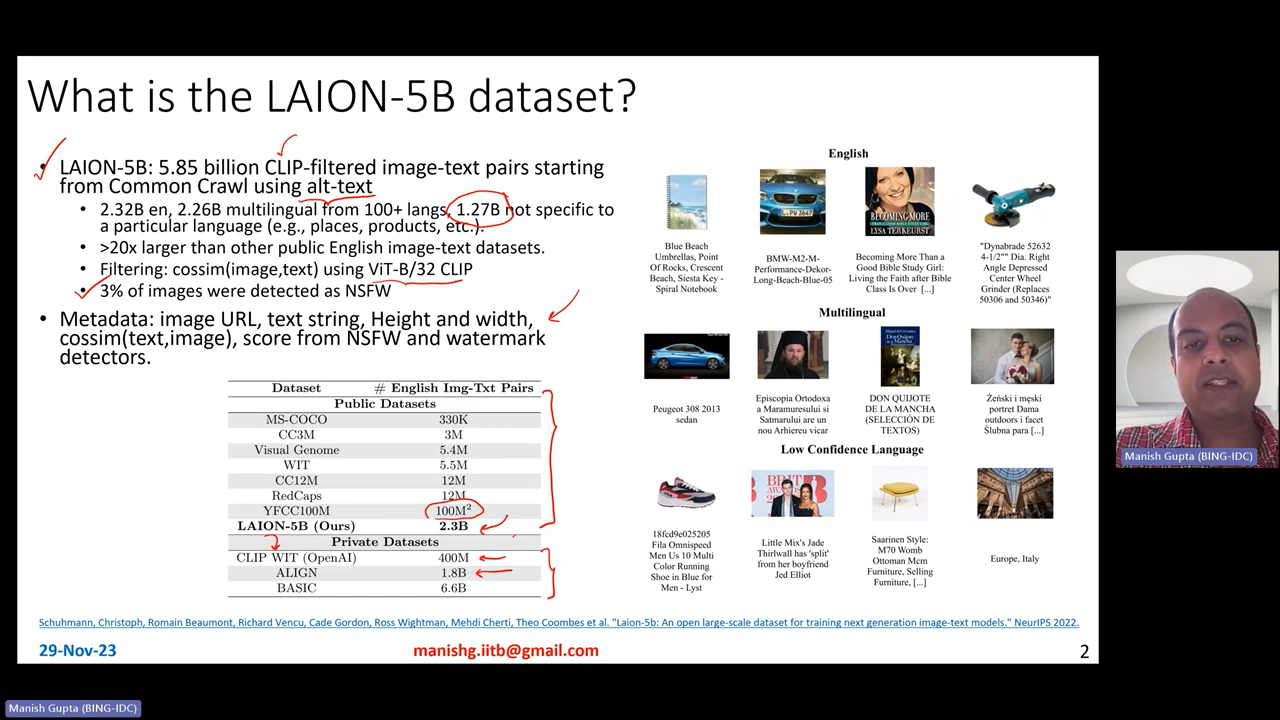 What is the LAION-5B dataset?
• LAION-5B: 5.85 billion CLIP-filtered image-text pairs starting
from Common Crawl using alt-text
• 2.32B en, 2.26B multilingual from 100+ langs, 1.27B not specific to
a particular language (e.g., places, products, etc.).
• >20x larger than other public English image-text datasets.
• Filtering: cossim(image,text) using ViT-B/32 CLIP
• 3% of images were detected as NSFW
• Metadata: image URL, text string, Height and width,
cossim(text,image), score from NSFW and watermark
detectors.
Dataset # English Img-Txt Pairs
Public Datasets
MS-COCO 330K
CC3M 3M
Visual Genome 5.4M
WIT 5.5M
CC12M 12M
RedCaps 12M
YFCC100M 100M²
LAION-5B (Ours) 2.3B
Private Datasets
CLIP WIT (OpenAI) 400M
ALIGN 1.8B
BASIC 6.6B
English
BECOMING
MORE
LYSA TERKEURST
Blue Beach
Umbrellas, Point
Of Rocks, Crescent
Beach, Siesta Key -
Spiral Notebook
BMW-M2-M-
Performance-Dekor-
Long-Beach-Blue-05
Becoming More Than a
Good Bible Study Girl:
Living the Faith after Bible
Class Is Over [...]
"Dynabrade 52632
4-1/2"" Dia. Right
Angle Depressed
Center Wheel
Grinder (Replaces
50306 and 50346)"
Multilingual
Peugeot 308 2013
sedan
Episcopia Ortodoxa
a Maramuresului si
Satmarului are un
nou Arhiereu vicar
DON QUIJOTE
DE LA MANCHA
(SELECCIÓN DE
TEXTOS)
Żeński i męski
portret Dama
outdoors i facet
Ślubna para [...]
Low Confidence Language
18fcd9e025205
Fila Omnispeed
Men Us 10 Multi
Color Running
Shoe in Blue for
Men - Lyst
Little Mix's Jade
Thirlwall has 'split'
from her boyfriend
Jed Elliot
Saarinen Style:
M70 Womb
Ottoman Mcm
Furniture, Selling
Furniture, [...]
Europe, Italy
Schuhmann, Christoph, Romain Beaumont, Richard Vencu, Cade Gordon, Ross Wightman, Mehdi Cherti, Theo Coombes et al. "Laion-5b: An open large-scale dataset for training next generation image-text models." NeurIPS 2022.
29-Nov-23 manishg.iitb@gmail.com 2
Manish Gupta (BING-IDC)
Manish Gupta (BING-IDC)